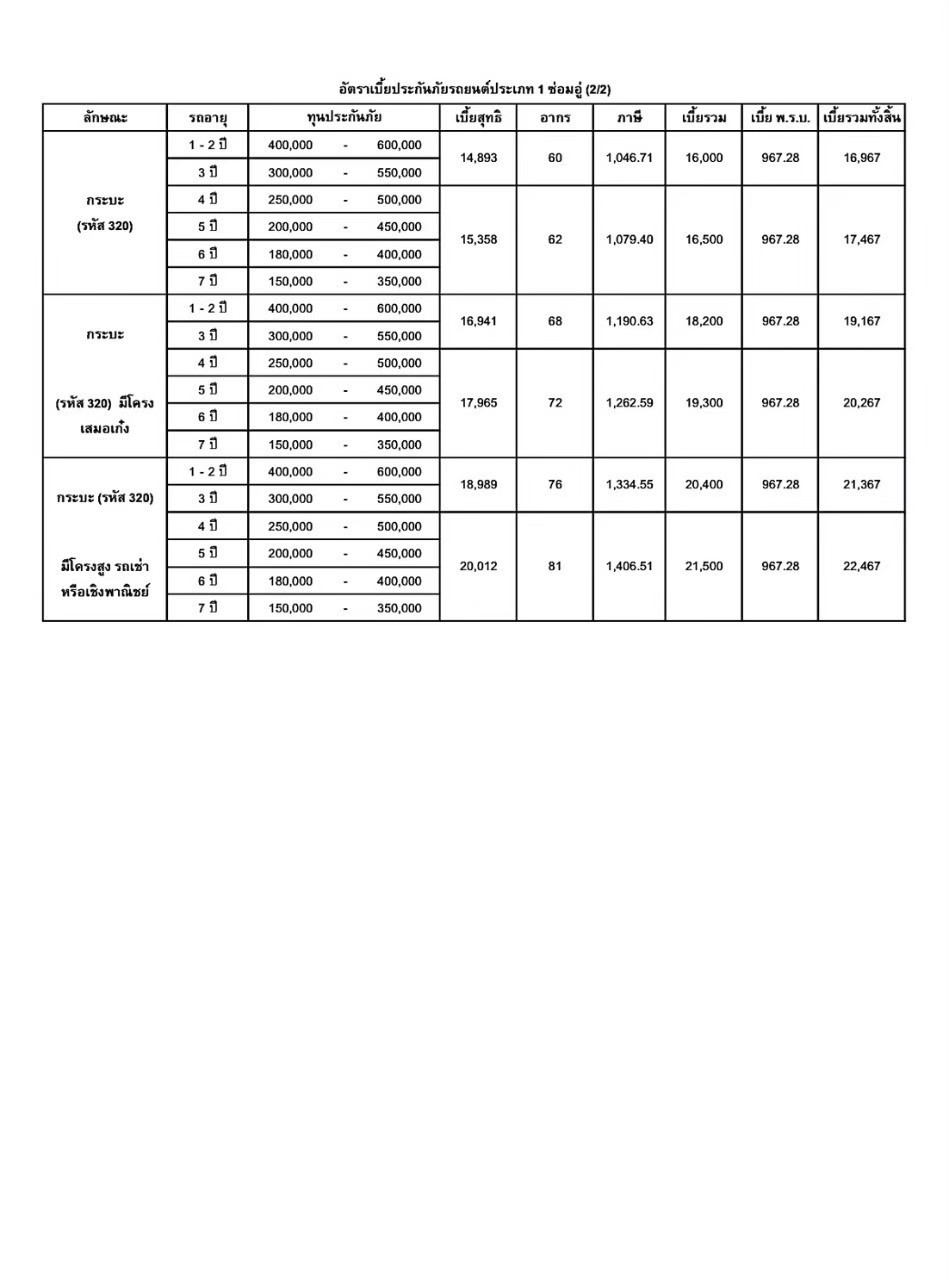 อัตราเบี้ยประกันภัยรถยนต์ประเภท 1 ซ่อมอู่ (2/2)
ลักษณะ รถอายุ ทุนประกันภัย เบี้ยสุทธิ อากร ภาษี เบี้ยรวม เบี้ย พ.ร.บ. เบี้ยรวมทั้งสิ้น
กระบะ
(รหัส 320)
1 - 2 ปี 400,000 - 600,000 14,893 60 1,046.71 16,000 967.28 16,967
3 ปี 300,000 - 550,000
4 ปี 250,000 - 500,000 15,358 62 1,079.40 16,500 967.28 17,467
5 ปี 200,000 - 450,000
6 ปี 180,000 - 400,000
7 ปี 150,000 - 350,000
กระบะ
(รหัส 320) มีโครง
เสมอเก๋ง
1 - 2 ปี 400,000 - 600,000 16,941 68 1,190.63 18,200 967.28 19,167
3 ปี 300,000 - 550,000
4 ปี 250,000 - 500,000 17,965 72 1,262.59 19,300 967.28 20,267
5 ปี 200,000 - 450,000
6 ปี 180,000 - 400,000
7 ปี 150,000 - 350,000
กระบะ (รหัส 320)
มีโครงสูง รถเช่า
หรือเชิงพาณิชย์
1 - 2 ปี 400,000 - 600,000 18,989 76 1,334.55 20,400 967.28 21,367
3 ปี 300,000 - 550,000
4 ปี 250,000 - 500,000 20,012 81 1,406.51 21,500 967.28 22,467
5 ปี 200,000 - 450,000
6 ปี 180,000 - 400,000
7 ปี 150,000 - 350,000